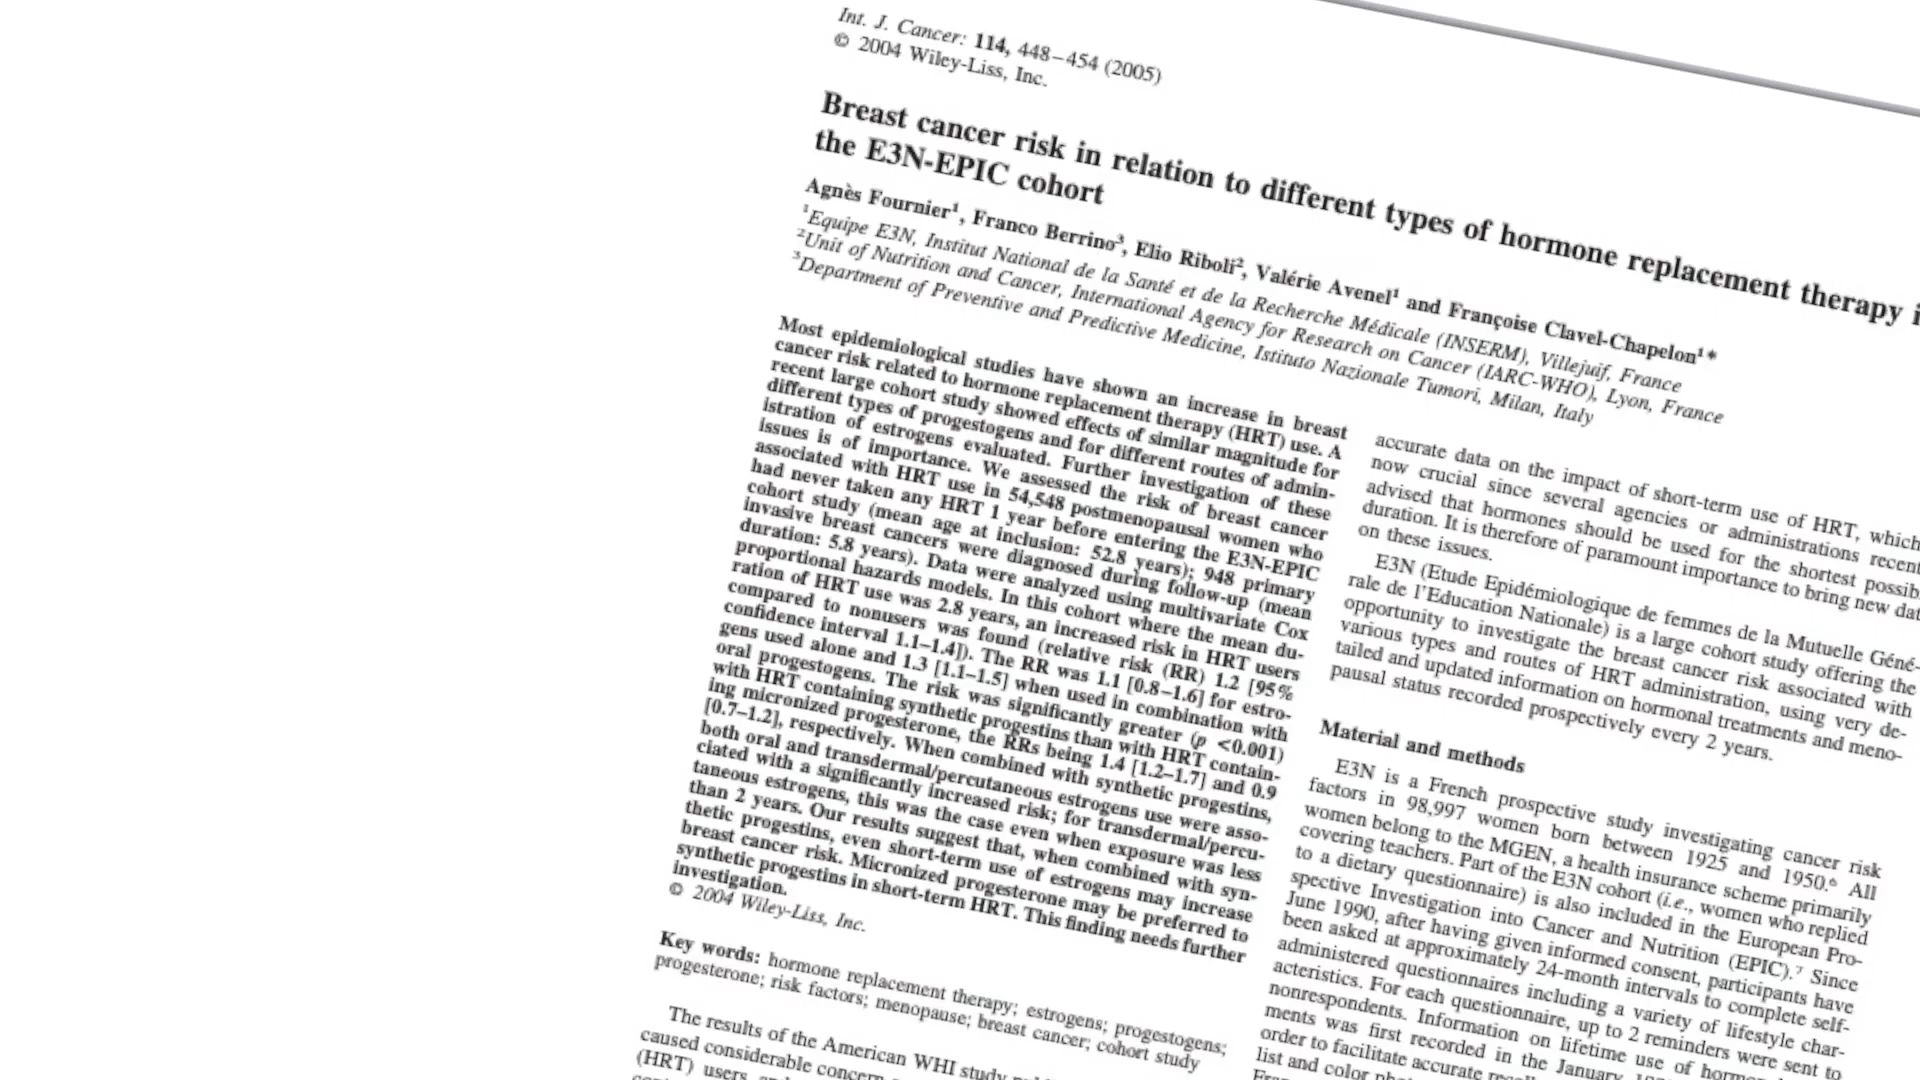 Int. J. Cancer: 114, 448–454 (2005)
© 2004 Wiley-Liss, Inc.
Breast cancer risk in relation to different types of hormone replacement therapy
the E3N-EPIC cohort
Agnès Fournier¹, Franco Berrino³, Elio Riboli², Valérie Avenel¹ and Françoise Clavel-Chapelon¹*
¹Equipe E3N, Institut National de la Santé et de la Recherche Médicale (INSERM), Villejuif, France
²Unit of Nutrition and Cancer, International Agency for Research on Cancer (IARC-WHO), Lyon, France
³Department of Preventive and Predictive Medicine, Istituto Nazionale Tumori, Milan, Italy
Most epidemiological studies have shown an increase in breast
cancer risk related to hormone replacement therapy (HRT) use. A
recent large cohort study showed effects of similar magnitude for
different types of progestogens and for different routes of admin-
istration of estrogens evaluated. Further investigation of these
issues is of importance. We assessed the risk of breast cancer
associated with HRT use in 54,548 postmenopausal women who
had never taken any HRT 1 year before entering the E3N-EPIC
cohort study (mean age at inclusion: 52.8 years); 948 primary
invasive breast cancers were diagnosed during follow-up (mean
duration: 5.8 years). Data were analyzed using multivariate Cox
proportional hazards models. In this cohort where the mean du-
ration of HRT use was 2.8 years, an increased risk in HRT users
compared to nonusers was found (relative risk (RR) 1.2 [95%
confidence interval 1.1–1.4]). The RR was 1.1 [0.8–1.6] for estro-
gens used alone and 1.3 [1.1–1.5] when used in combination with
oral progestogens. The risk was significantly greater (p <0.001)
with HRT containing synthetic progestins than with HRT contain-
ing micronized progesterone, the RRs being 1.4 [1.2–1.7] and 0.9
[0.7–1.2], respectively. When combined with synthetic progestins,
both oral and transdermal/percutaneous estrogens use were asso-
ciated with a significantly increased risk; for transdermal/percu-
taneous estrogens, this was the case even when exposure was less
than 2 years. Our results suggest that, when combined with syn-
thetic progestins, even short-term use of estrogens may increase
breast cancer risk. Micronized progesterone may be preferred to
synthetic progestins in short-term HRT. This finding needs further
investigation.
© 2004 Wiley-Liss, Inc.
Key words: hormone replacement therapy; estrogens; progestogens;
progesterone; risk factors; menopause; breast cancer; cohort study
The results of the American WHI study
caused considerable concern
(HRT) users
accurate data on the impact of short-term use of HRT, which
now crucial since several agencies or administrations recent
advised that hormones should be used for the shortest possib
duration. It is therefore of paramount importance to bring new dat
on these issues.
E3N (Etude Epidémiologique de femmes de la Mutuelle Géné-
rale de l'Education Nationale) is a large cohort study offering the
opportunity to investigate the breast cancer risk associated with
various types and routes of HRT administration, using very de-
tailed and updated information on hormonal treatments and meno-
pausal status recorded prospectively every 2 years.
Material and methods
E3N is a French prospective study investigating cancer risk
factors in 98,997 women born between 1925 and 1950.⁶ All
women belong to the MGEN, a health insurance scheme primarily
covering teachers. Part of the E3N cohort (i.e., women who replied
to a dietary questionnaire) is also included in the European Pro-
spective Investigation into Cancer and Nutrition (EPIC).⁷ Since
June 1990, after having given informed consent, participants have
been asked at approximately 24-month intervals to complete self-
administered questionnaires including a variety of lifestyle char-
acteristics. For each questionnaire, up to 2 reminders were sent to
nonrespondents. Information on lifetime use of
ments was first recorded in the January
order to facilitate accurate
list and color